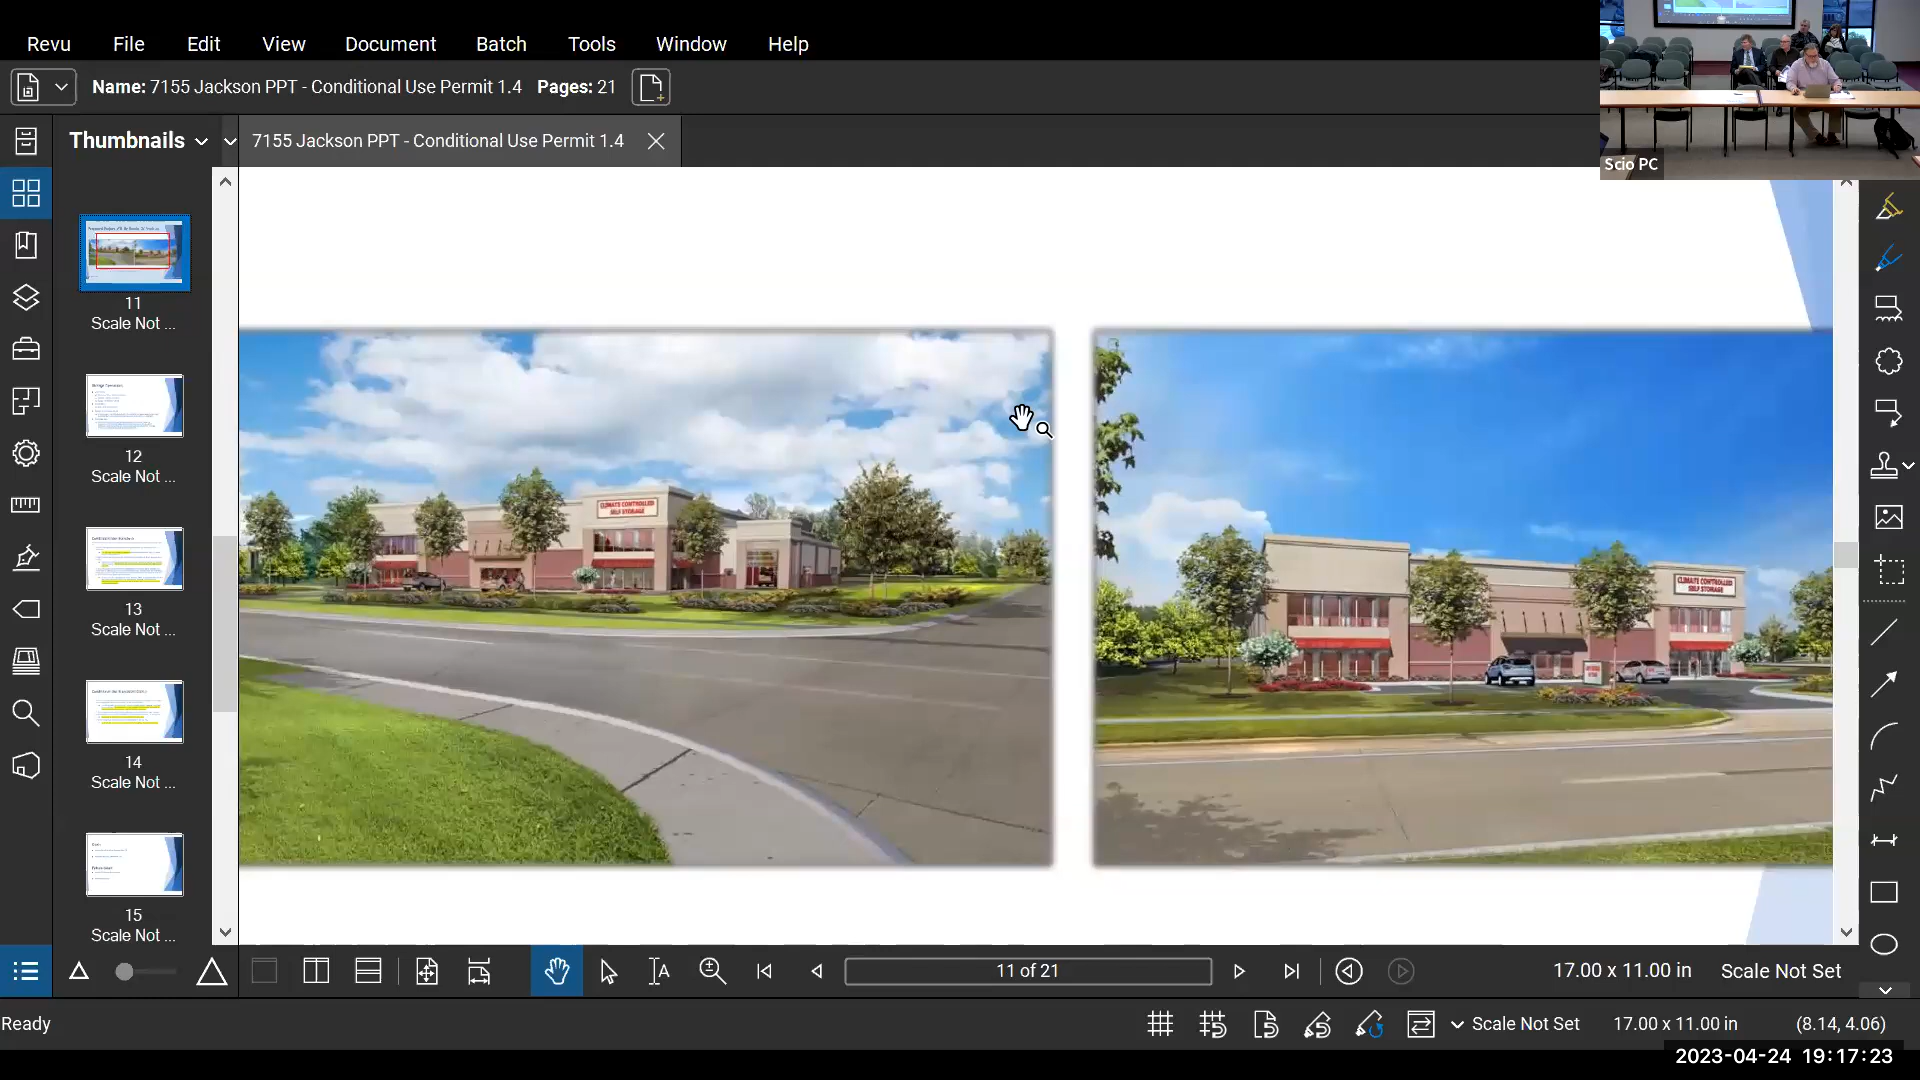 Revu File Edit View Document Batch Tools Window Help
Name: 7155 Jackson PPT - Conditional Use Permit 1.4 Pages: 21
Thumbnails
7155 Jackson PPT - Conditional Use Permit 1.4
Scio PC
11
Scale Not ...
12
Scale Not ...
13
Scale Not ...
14
Scale Not ...
15
Scale Not ...
CLIMATE CONTROLLED
SELF STORAGE
CLIMATE CONTROLLED
SELF STORAGE
11 of 21
17.00 x 11.00 in Scale Not Set
Ready
Scale Not Set 17.00 x 11.00 in (8.14, 4.06)
2023-04-24 19:17:23